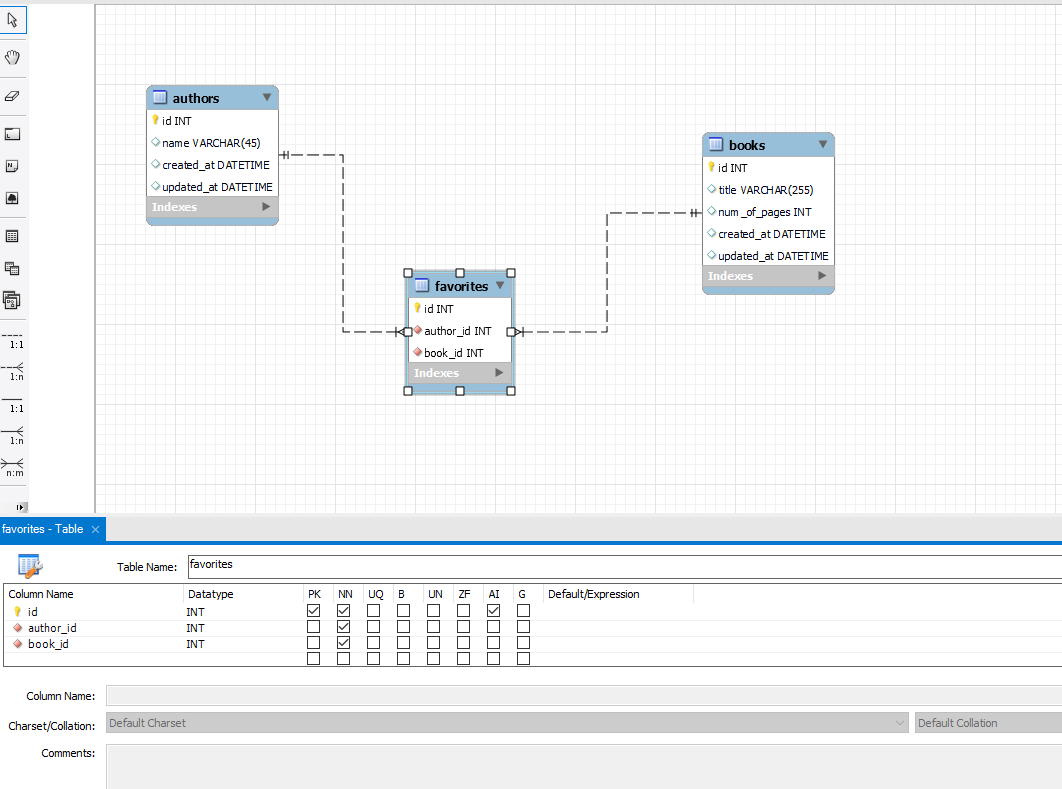 authors
id INT
name VARCHAR(45)
created_at DATETIME
updated_at DATETIME
Indexes
books
id INT
title VARCHAR(255)
num_of_pages INT
created_at DATETIME
updated_at DATETIME
Indexes
favorites
id INT
author_id INT
book_id INT
Indexes
1:1
1:n
1:1
1:n
n:m
favorites - Table
Table Name: favorites
Column Name Datatype PK NN UQ B UN ZF AI G Default/Expression
id INT
author_id INT
book_id INT
Column Name:
Charset/Collation: Default Charset Default Collation
Comments: